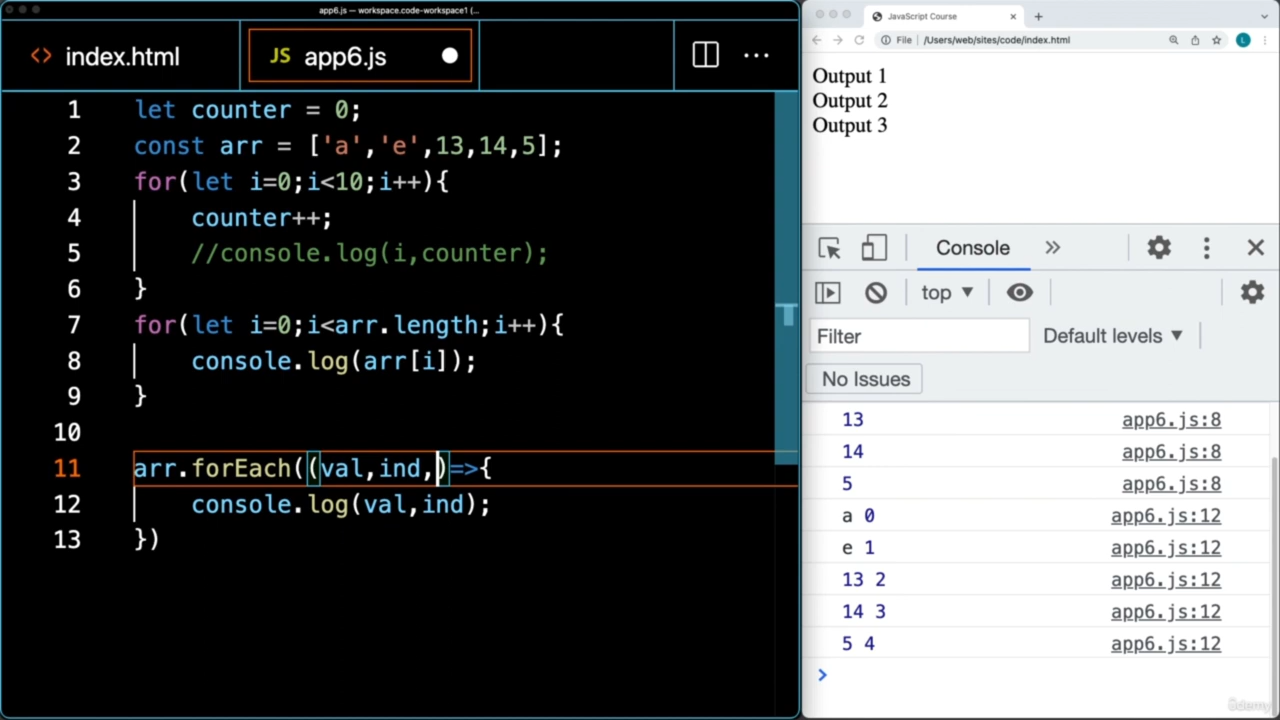 app6.js — workspace.code-workspace1 (...
index.html
JS app6.js
1 let counter = 0;
2 const arr = ['a','e',13,14,5];
3 for(let i=0;i<10;i++){
4 counter++;
5 //console.log(i,counter);
6 }
7 for(let i=0;i<arr.length;i++){
8 console.log(arr[i]);
9 }
10
11 arr.forEach((val,ind,)=>{
12 console.log(val,ind);
13 })
JavaScript Course
File /Users/web/sites/code/index.html
L
Output 1
Output 2
Output 3
Console
top
Filter
Default levels
No Issues
13 app6.js:8
14 app6.js:8
5 app6.js:8
a 0 app6.js:12
e 1 app6.js:12
13 2 app6.js:12
14 3 app6.js:12
5 4 app6.js:12
ûdemy